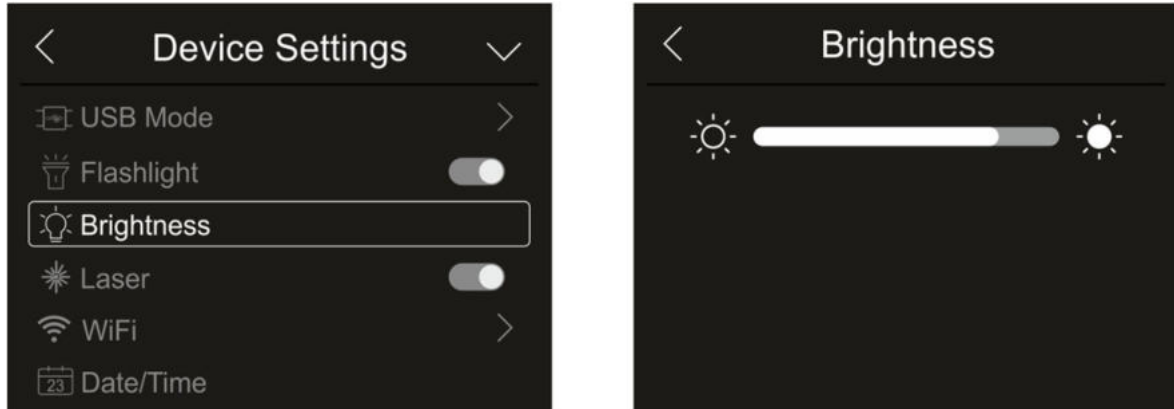 Device Settings
USB Mode
Flashlight
Brightness
Laser
WiFi
23 Date/Time
Brightness